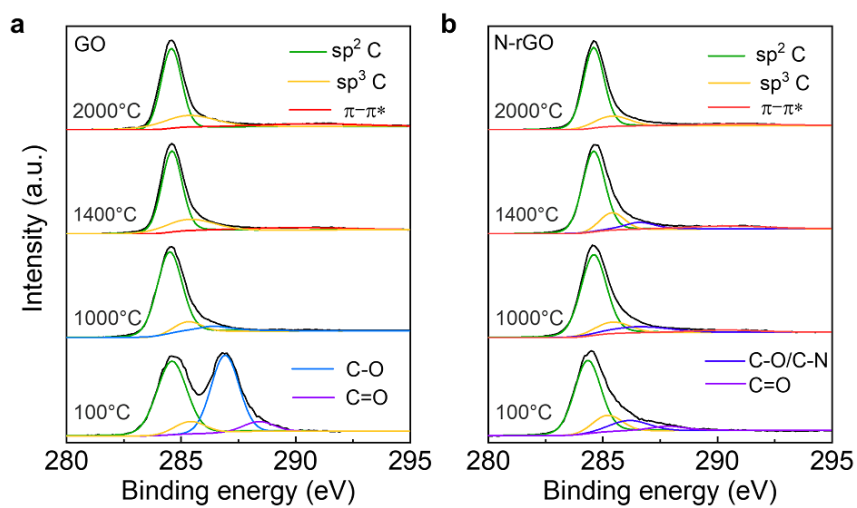 a
GO
sp² C
sp³ C
π−π*
2000°C
1400°C
1000°C
100°C
C-O
C=O
280 285 290 295
Binding energy (eV)
Intensity (a.u.)
b
N-rGO
sp² C
sp³ C
π−π*
2000°C
1400°C
1000°C
100°C
C-O/C-N
C=O
280 285 290 295
Binding energy (eV)